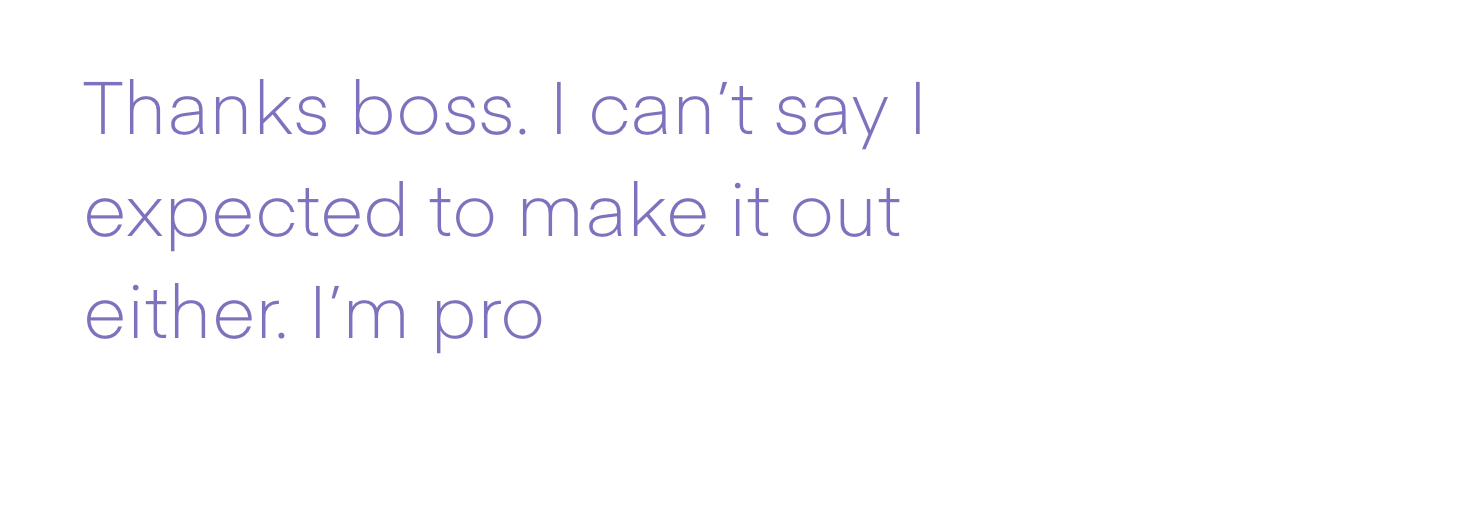 Thanks boss. I can’t say I
expected to make it out
either. I’m pro